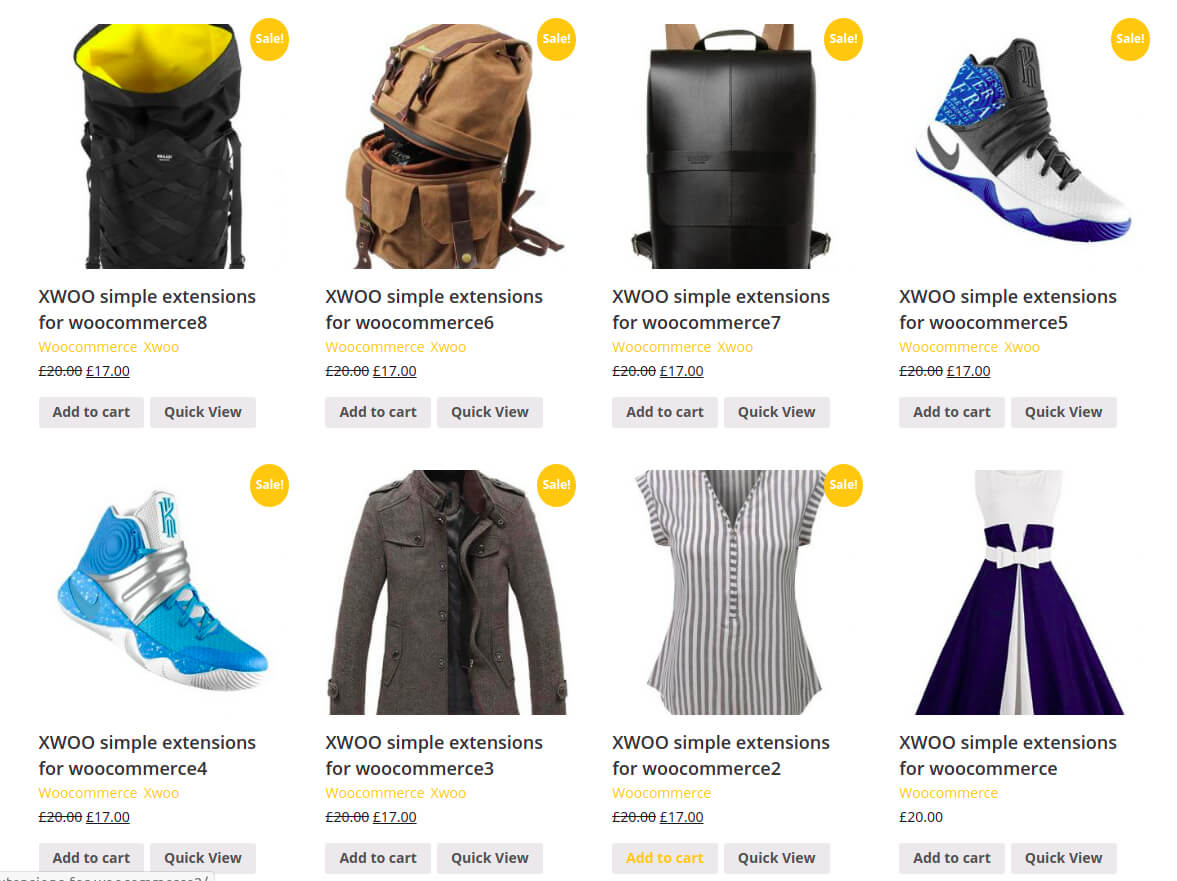 Sale! Sale! Sale! Sale!
XWOO simple extensions
for woocommerce8
Woocommerce Xwoo
£20.00 £17.00
Add to cart Quick View
XWOO simple extensions
for woocommerce6
Woocommerce Xwoo
£20.00 £17.00
Add to cart Quick View
XWOO simple extensions
for woocommerce7
Woocommerce Xwoo
£20.00 £17.00
Add to cart Quick View
EVER
FRA
XWOO simple extensions
for woocommerce5
Woocommerce Xwoo
£20.00 £17.00
Add to cart Quick View
Sale! Sale! Sale!
XWOO simple extensions
for woocommerce4
Woocommerce Xwoo
£20.00 £17.00
Add to cart Quick View
XWOO simple extensions
for woocommerce3
Woocommerce Xwoo
£20.00 £17.00
Add to cart Quick View
XWOO simple extensions
for woocommerce2
Woocommerce
£20.00 £17.00
Add to cart Quick View
XWOO simple extensions
for woocommerce
Woocommerce
£20.00
Add to cart Quick View